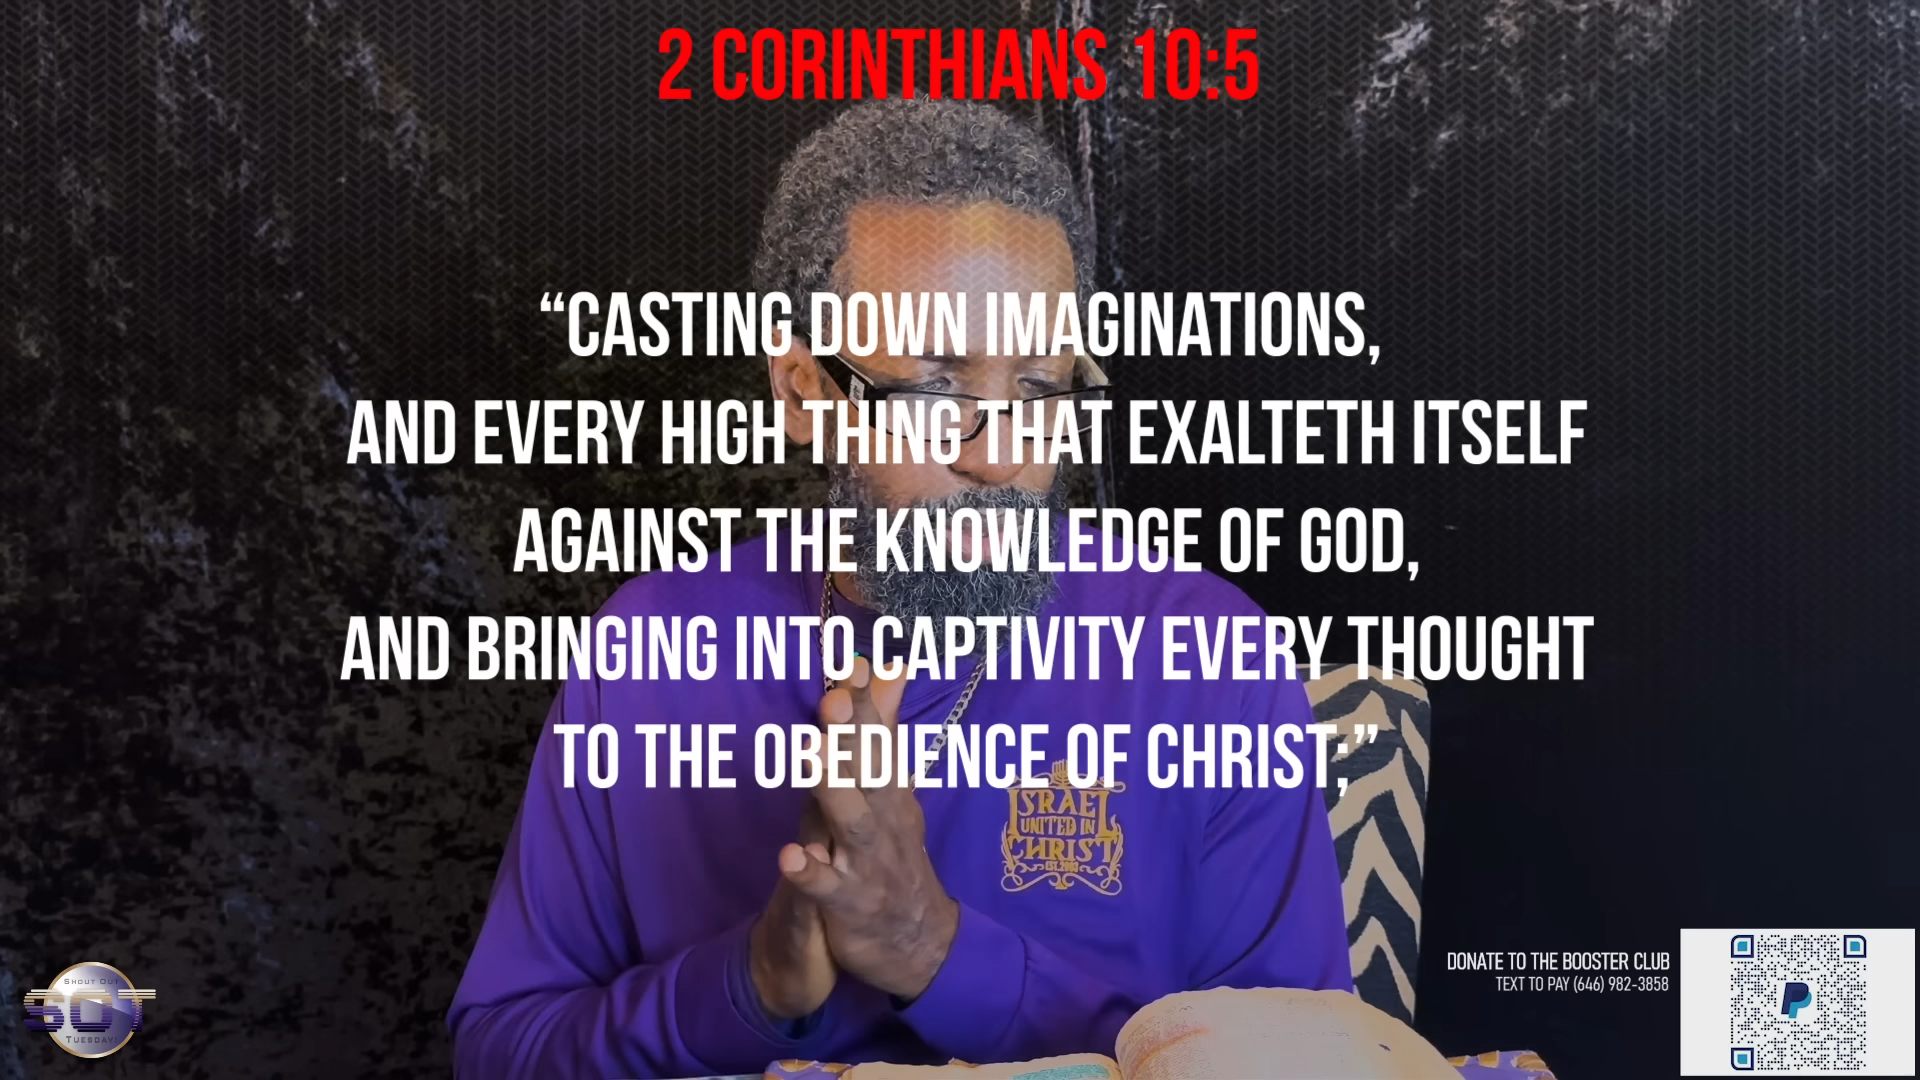 2 CORINTHIANS 10:5
“CASTING DOWN IMAGINATIONS,
AND EVERY HIGH THING THAT EXALTETH ITSELF
AGAINST THE KNOWLEDGE OF GOD,
AND BRINGING INTO CAPTIVITY EVERY THOUGHT
TO THE OBEDIENCE OF CHRIST;”
ISRAEL
UNITED IN
CHRIST
EST. 2003
DONATE TO THE BOOSTER CLUB
TEXT TO PAY (646) 982-3858
SHOUT OUT
SOT
TUESDAY!